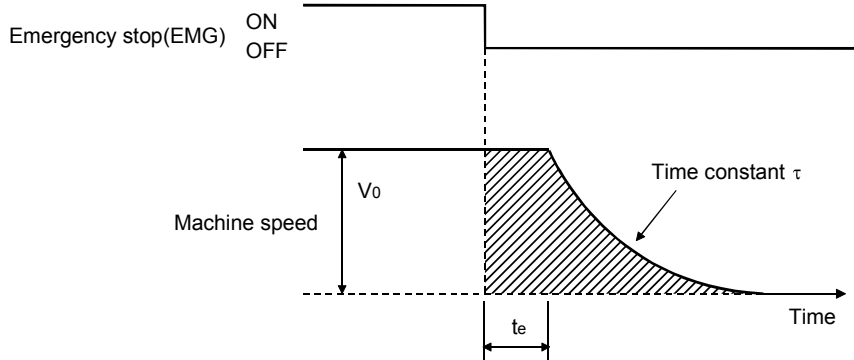 ON
Emergency stop(EMG)
OFF
V0
Time constant τ
Machine speed
Time
te